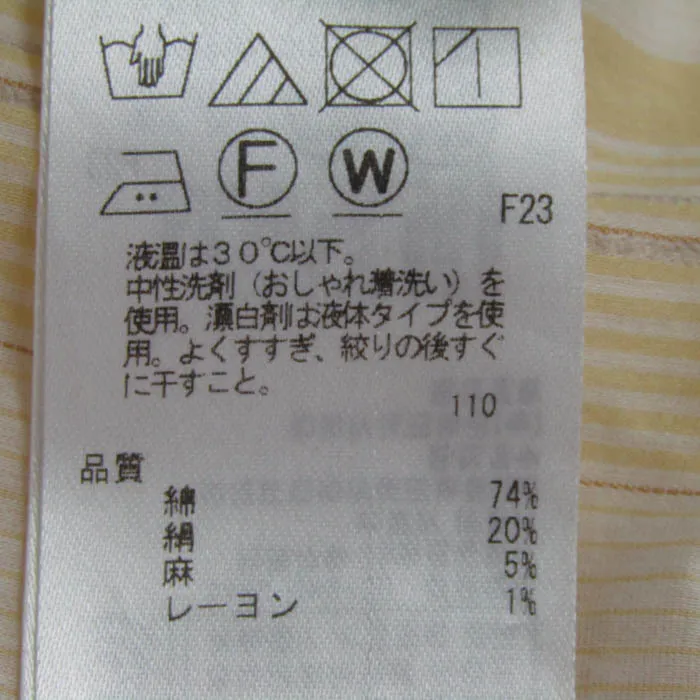 F W
F23
液温は30℃以下。
中性洗剤(おしゃれ着洗い)を
使用。漂白剤は液体タイプを使
用。よくすすぎ、絞りの後すぐ
に干すこと。
110
品質
綿 74%
絹 20%
麻 5%
レーヨン 1%